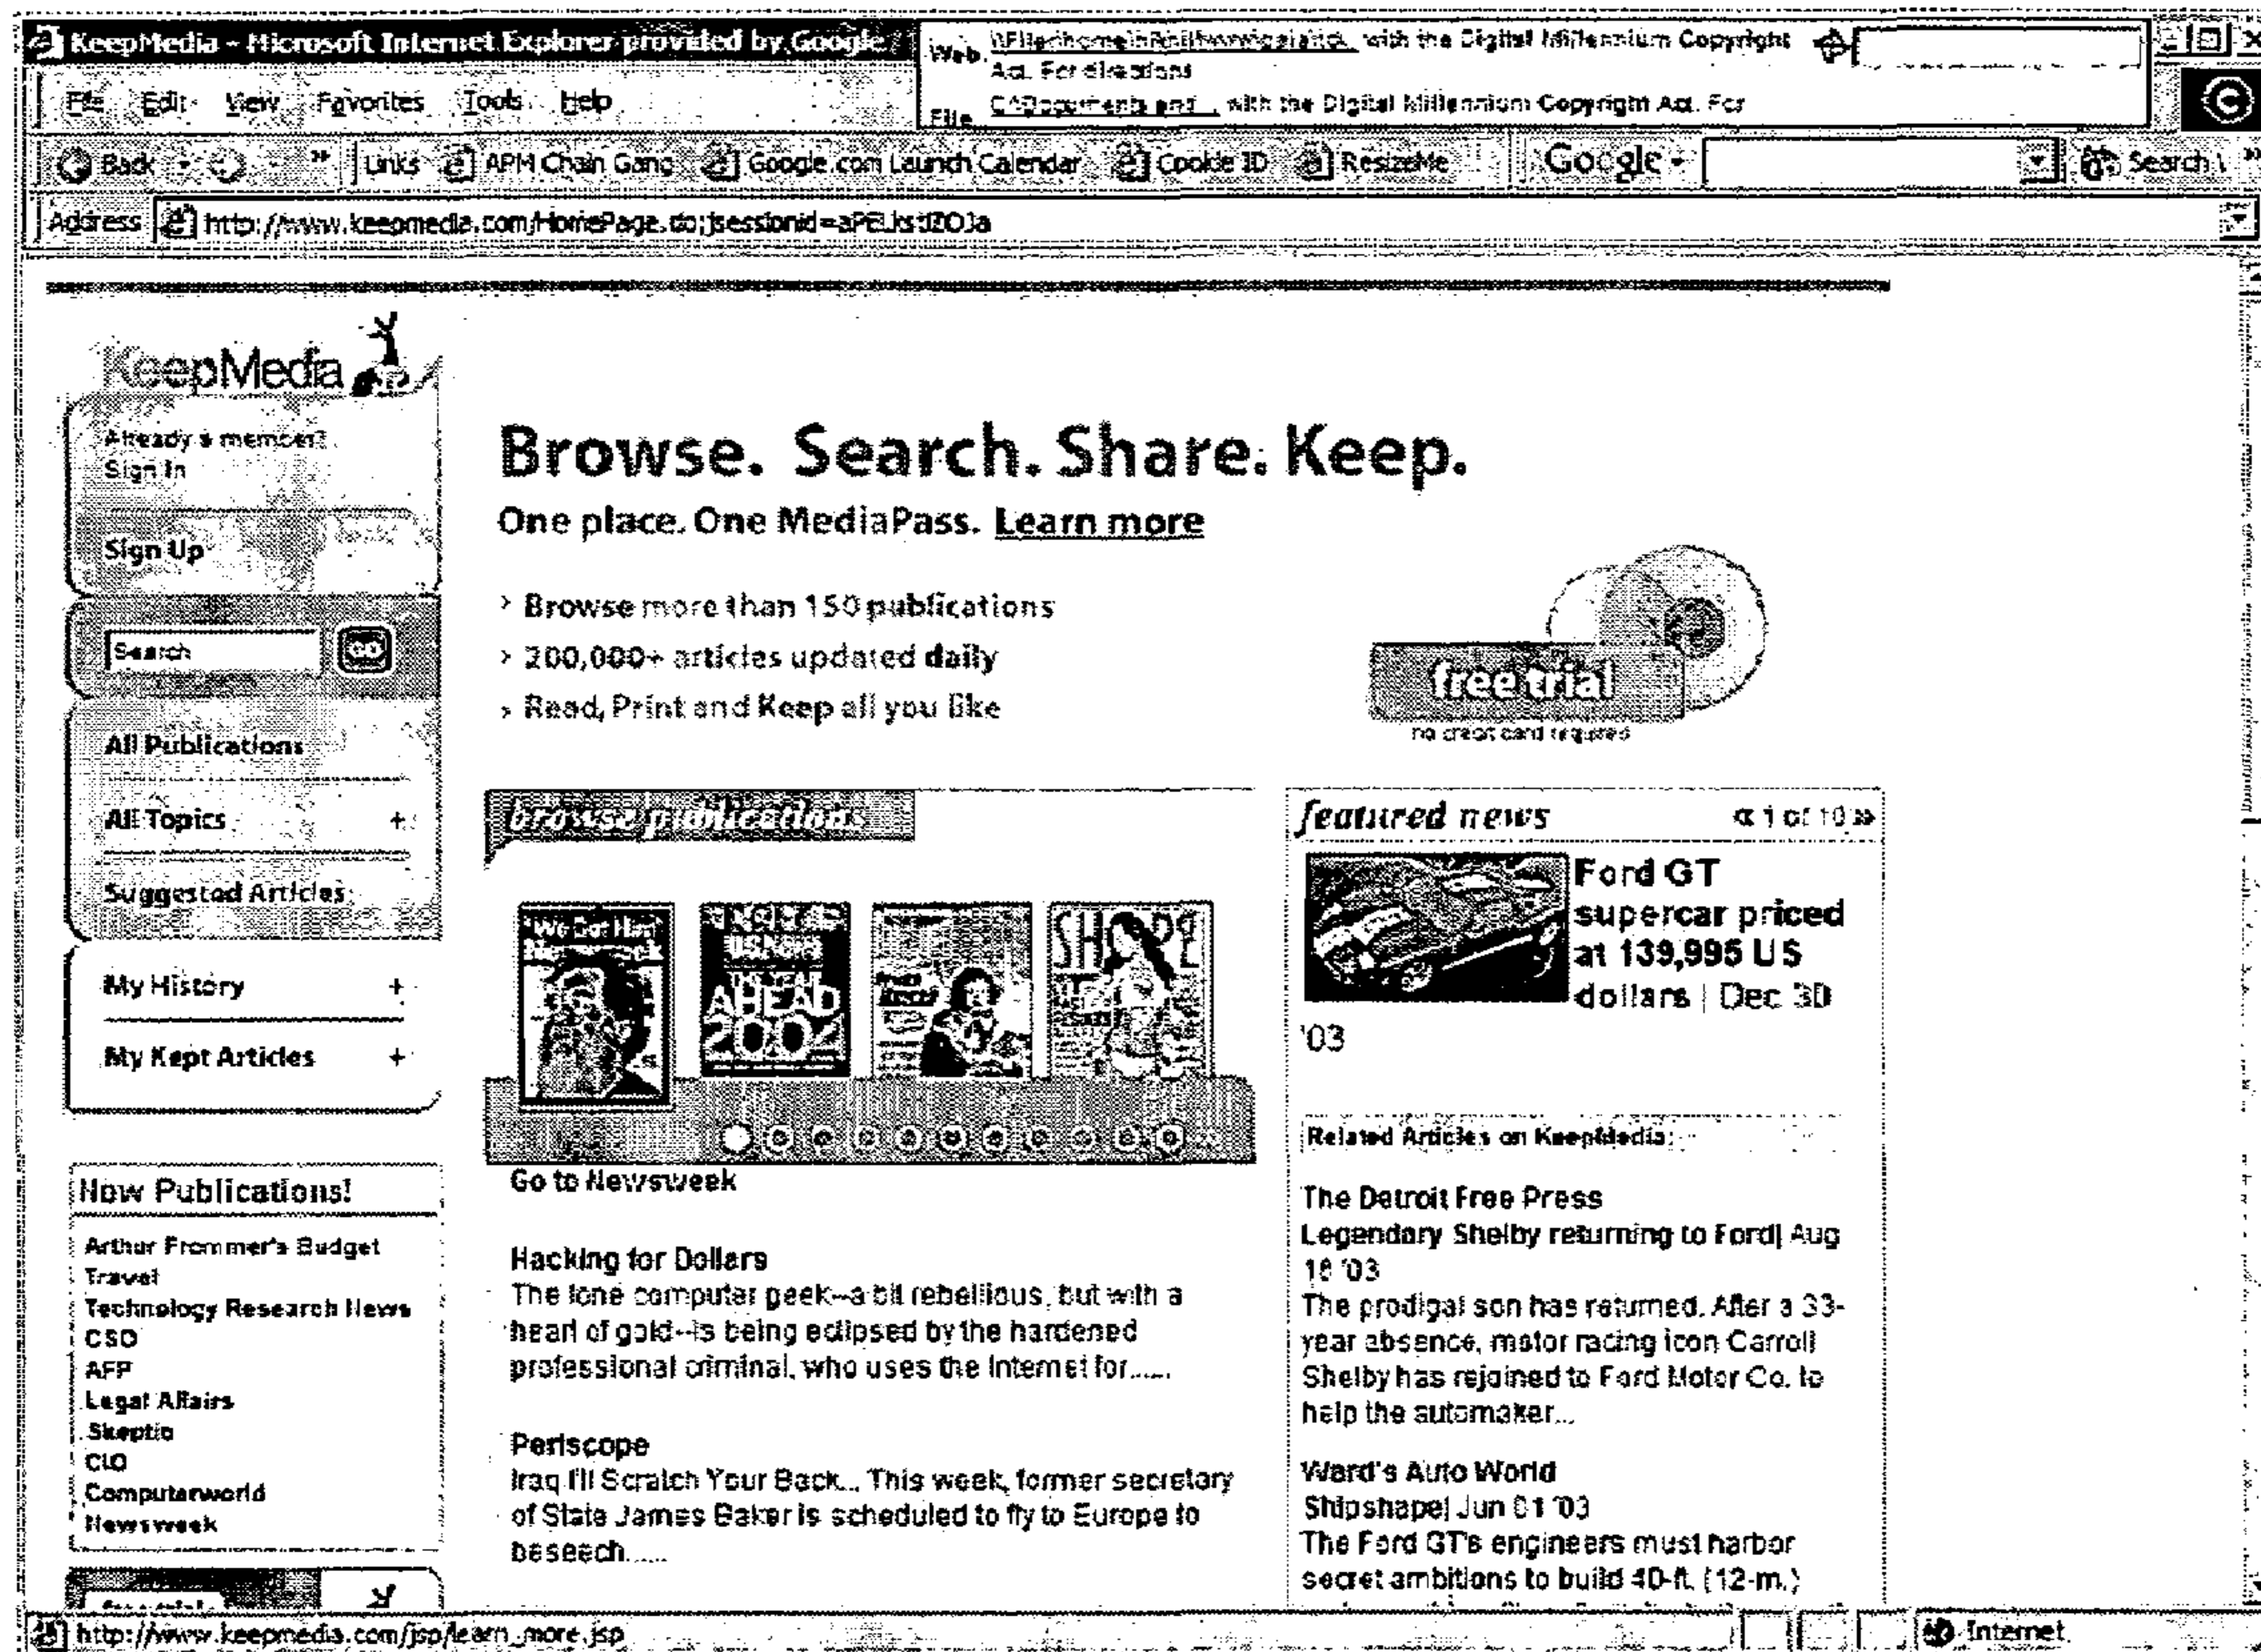 KeepMedia - Microsoft Internet Explorer provided by Google
Web. with the Digital Millennium Copyright
Act. For directions
File C:\Documents and... with the Digital Millennium Copyright Act. For
File Edit View Favorites Tools Help
Back » Links APM Chain Gang Google.com Launch Calendar Cookie ID ResizeMe Google Search »
Address http://www.keepmedia.com/HomePage.do;jsessionid=
KeepMedia
Already a member?
Sign In
Sign Up
Search GO
All Publications
All Topics +
Suggested Articles
My History +
My Kept Articles +
New Publications!
Arthur Frommer's Budget
Travel
Technology Research News
CSO
AFP
Legal Affairs
Skeptic
CIO
Computerworld
Newsweek
Browse. Search. Share. Keep.
One place. One MediaPass. Learn more
› Browse more than 150 publications
› 200,000+ articles updated daily
› Read, Print and Keep all you like
free trial
no credit card required
browse publications
"We Got Him"
AHEAD
2002
SHAPE
Go to Newsweek
Hacking for Dollars
The lone computer geek--a bit rebellious, but with a
heart of gold--is being eclipsed by the hardened
professional criminal, who uses the Internet for......
Periscope
Iraq I'll Scratch Your Back... This week, former secretary
of State James Baker is scheduled to fly to Europe to
beseech......
featured news « 1 of 10 »
Ford GT
supercar priced
at 139,995 US
dollars | Dec 30
'03
Related Articles on KeepMedia:
The Detroit Free Press
Legendary Shelby returning to Ford| Aug
18 '03
The prodigal son has returned. After a 33-
year absence, motor racing icon Carroll
Shelby has rejoined to Ford Motor Co. to
help the automaker...
Ward's Auto World
Shipshape| Jun 01 '03
The Ford GT's engineers must harbor
secret ambitions to build 40-ft. (12-m.)
http://www.keepmedia.com/jsp/learn_more.jsp Internet